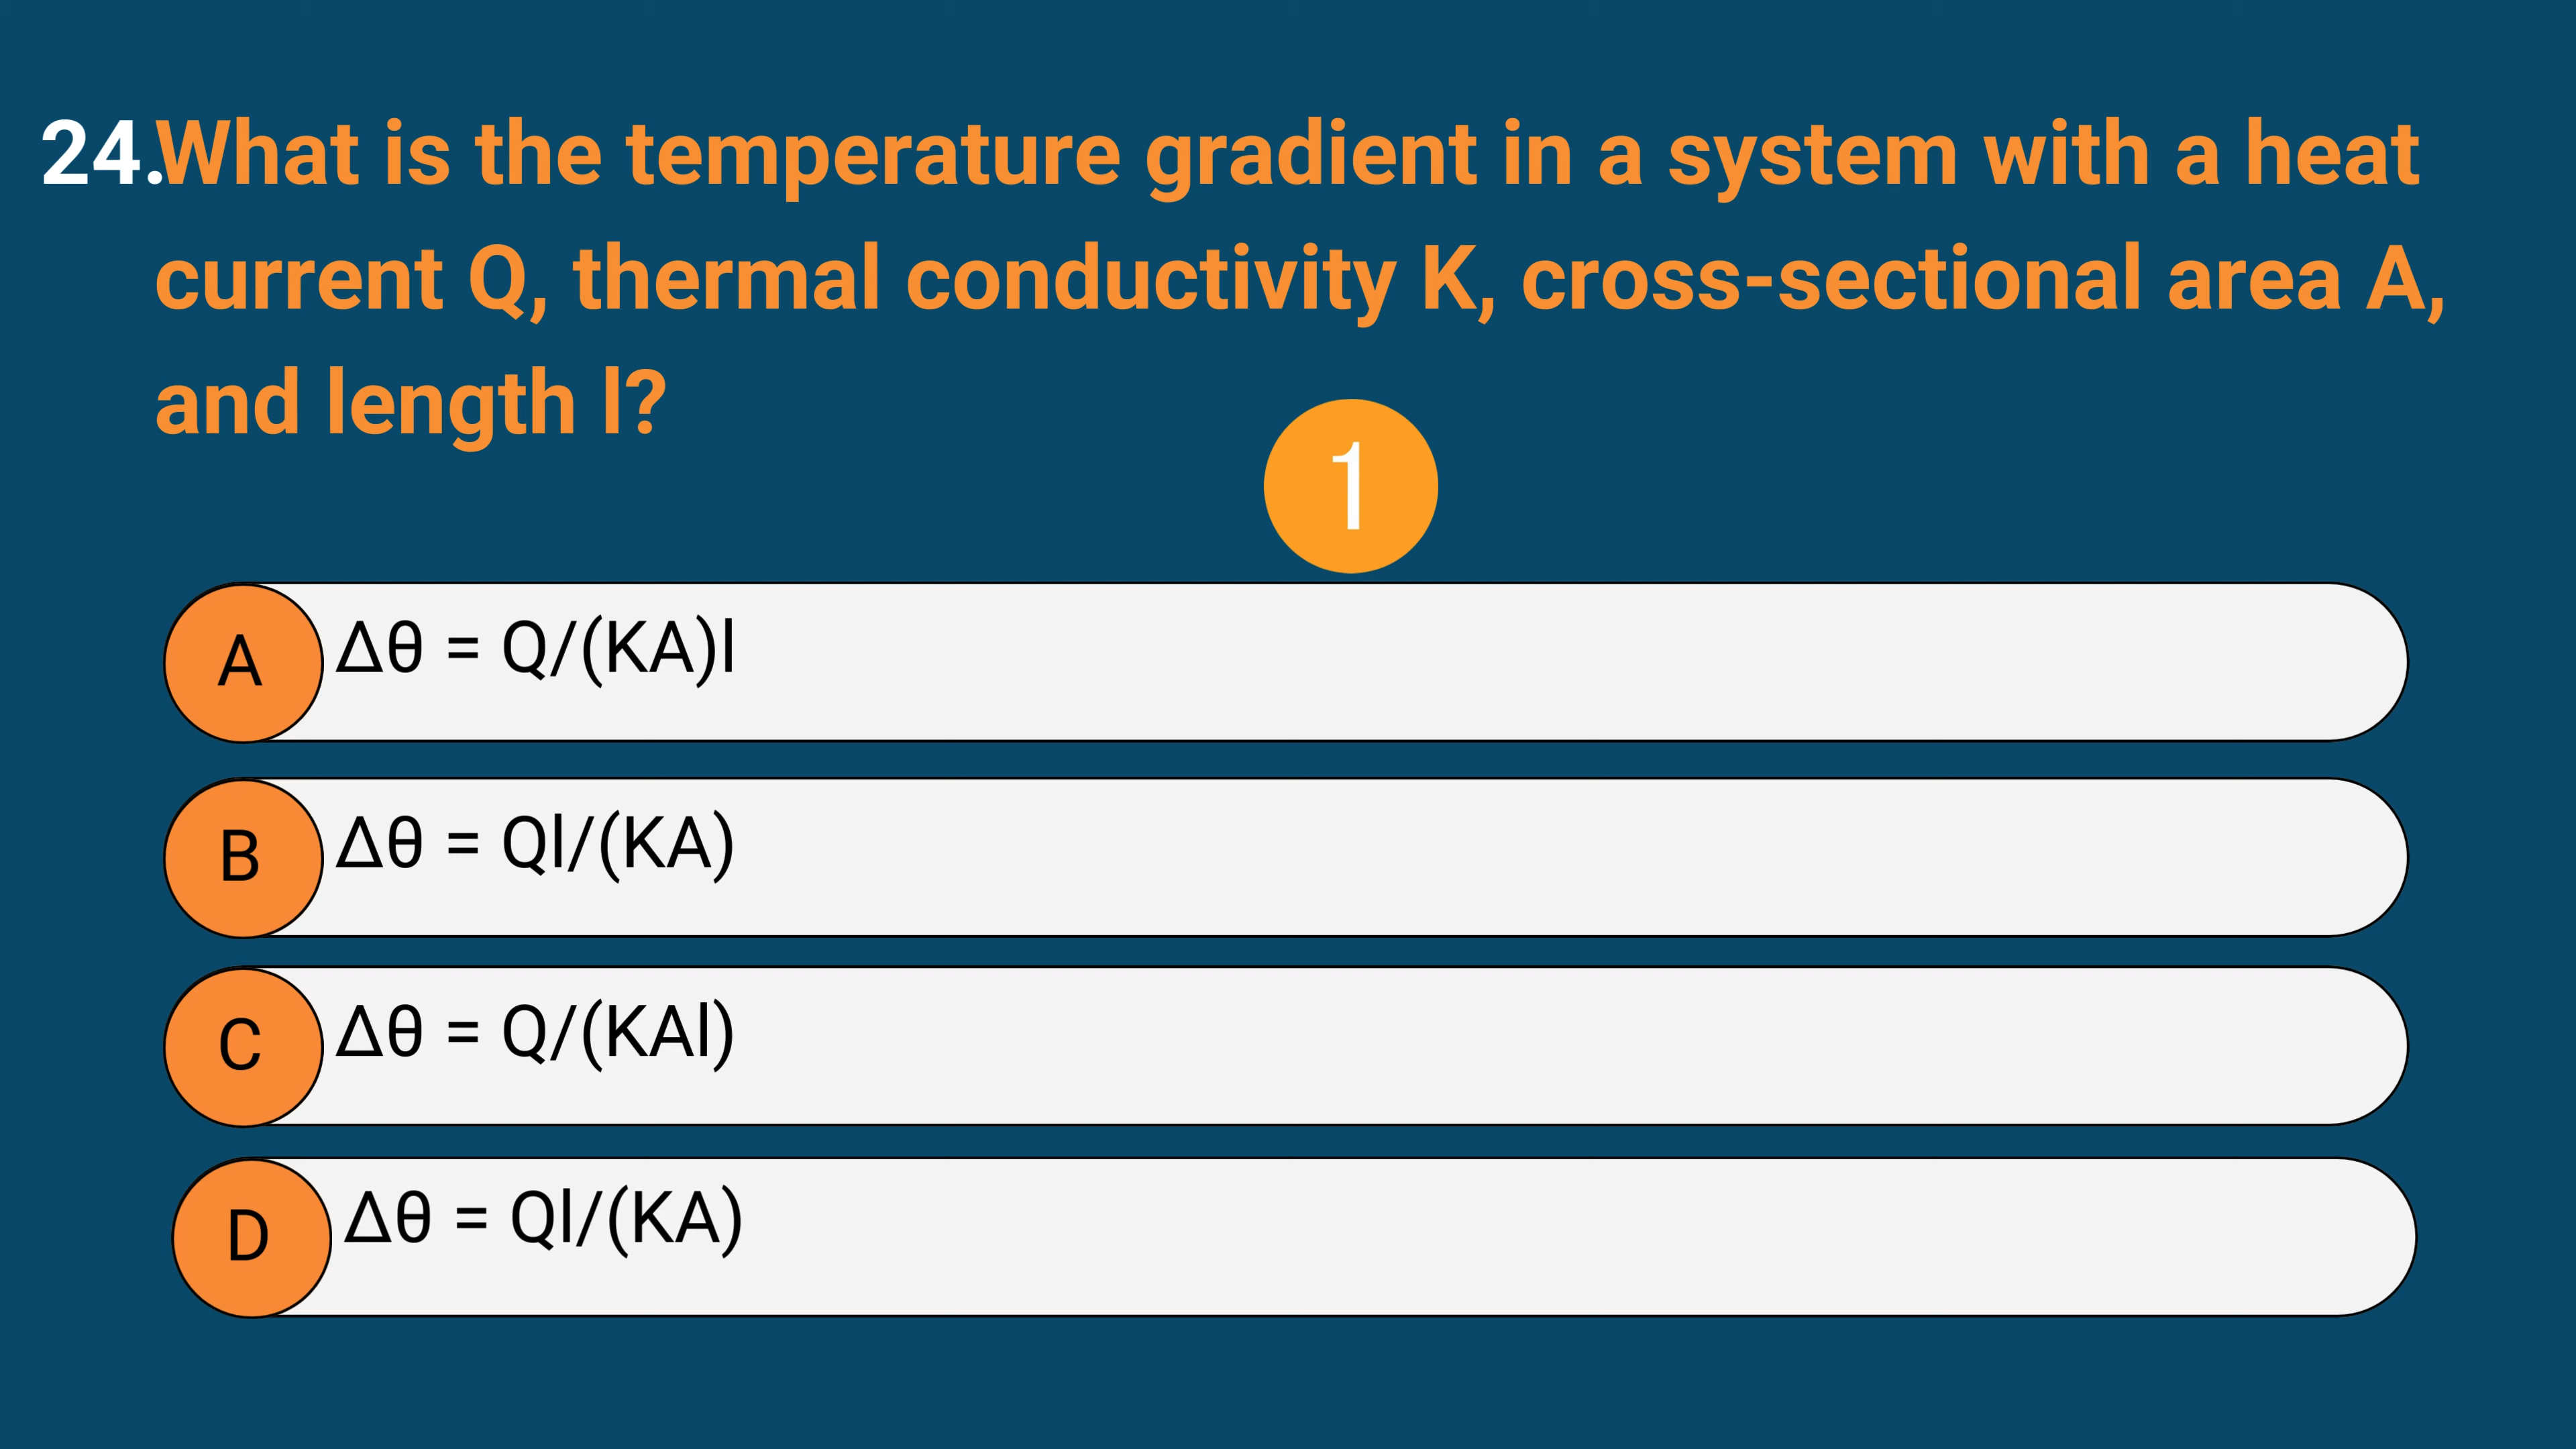 24.What is the temperature gradient in a system with a heat
current Q, thermal conductivity K, cross-sectional area A,
and length l?
1
A Δθ = Q/(KA)l
B Δθ = Ql/(KA)
C Δθ = Q/(KAl)
D Δθ = Ql/(KA)